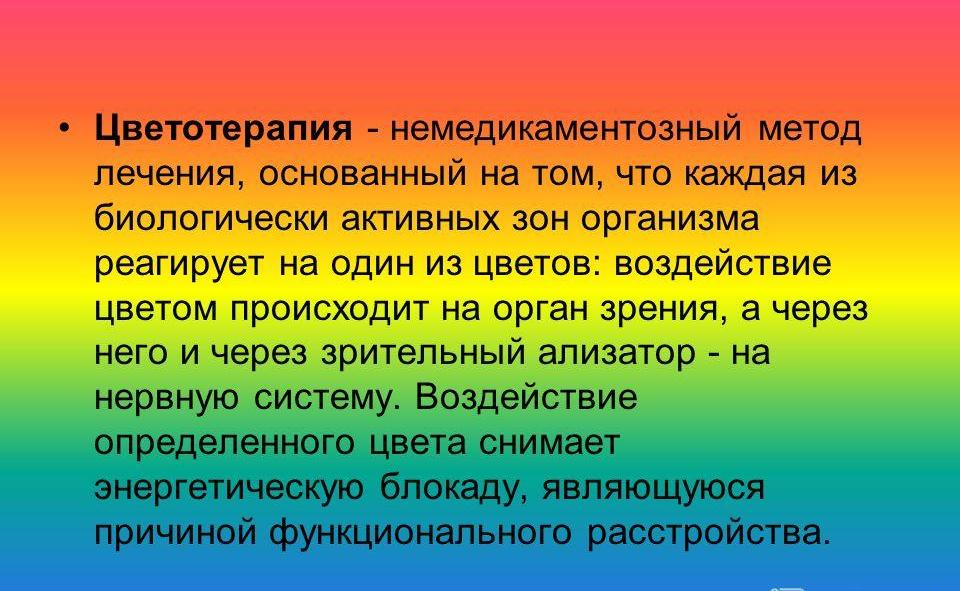 • Цветотерапия - немедикаментозный метод
лечения, основанный на том, что каждая из
биологически активных зон организма
реагирует на один из цветов: воздействие
цветом происходит на орган зрения, а через
него и через зрительный ализатор - на
нервную систему. Воздействие
определенного цвета снимает
энергетическую блокаду, являющуюся
причиной функционального расстройства.